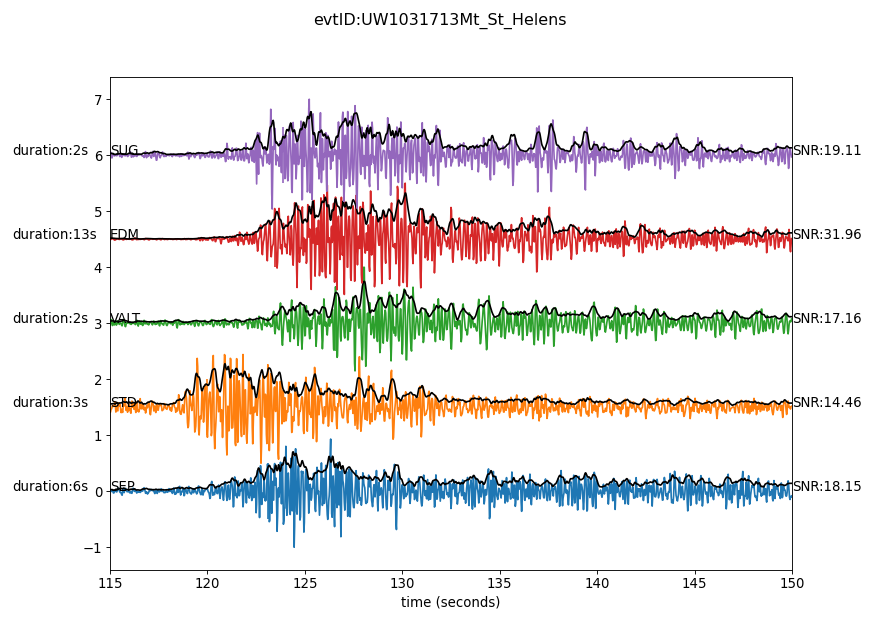 evtID:UW1031713Mt_St_Helens
7
duration:2s SUG 6 SNR:19.11
5
duration:13s EDM SNR:31.96
4
duration:2s VALT 3 SNR:17.16
2
duration:3s STD SNR:14.46
1
duration:6s SEP 0 SNR:18.15
−1
115 120 125 130 135 140 145 150
time (seconds)